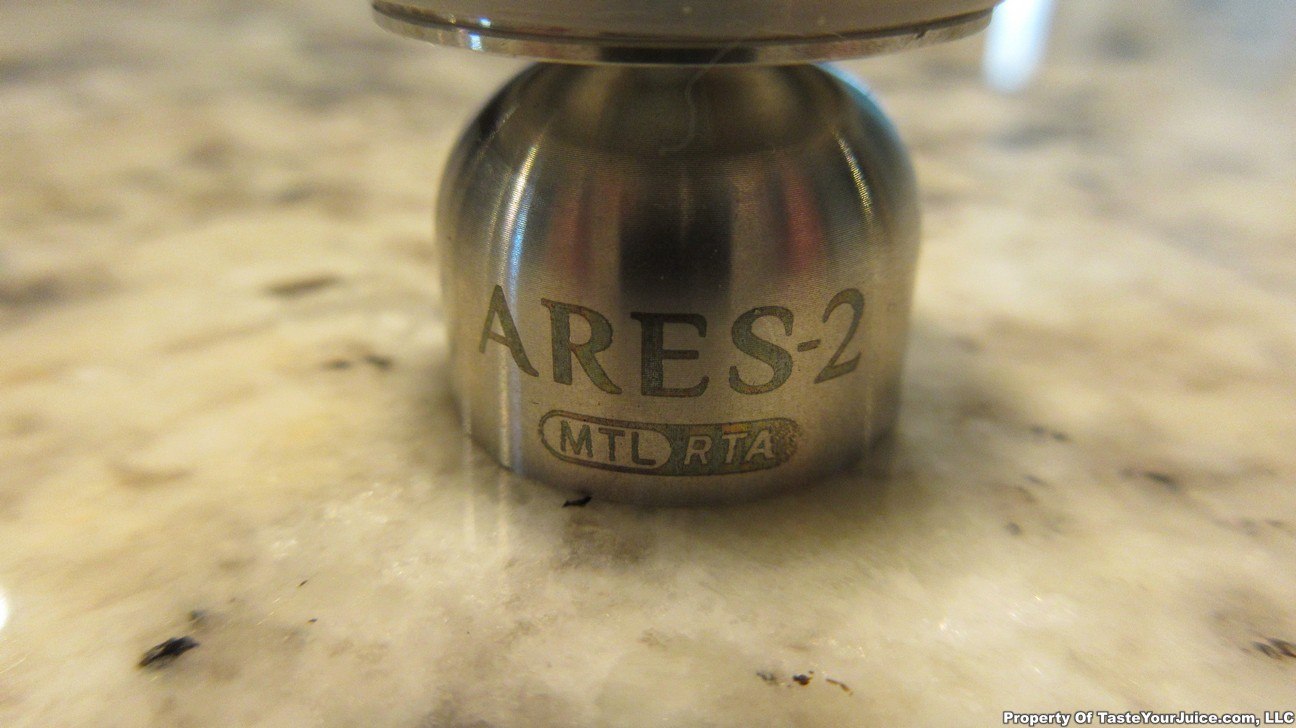 ARES-2
MTL RTA
Property Of TasteYourJuice.com, LLC